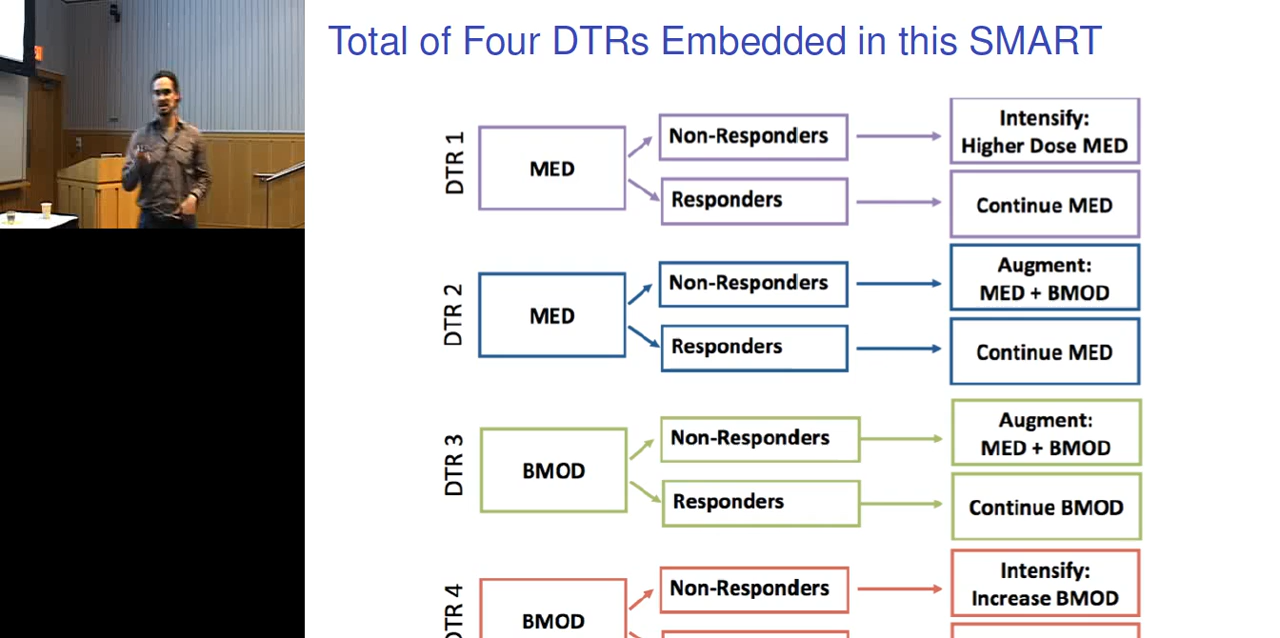 Total of Four DTRs Embedded in this SMART
DTR 1
MED
Non-Responders
Intensify:
Higher Dose MED
Responders
Continue MED
DTR 2
MED
Non-Responders
Augment:
MED + BMOD
Responders
Continue MED
DTR 3
BMOD
Non-Responders
Augment:
MED + BMOD
Responders
Continue BMOD
DTR 4
BMOD
Non-Responders
Intensify:
Increase BMOD